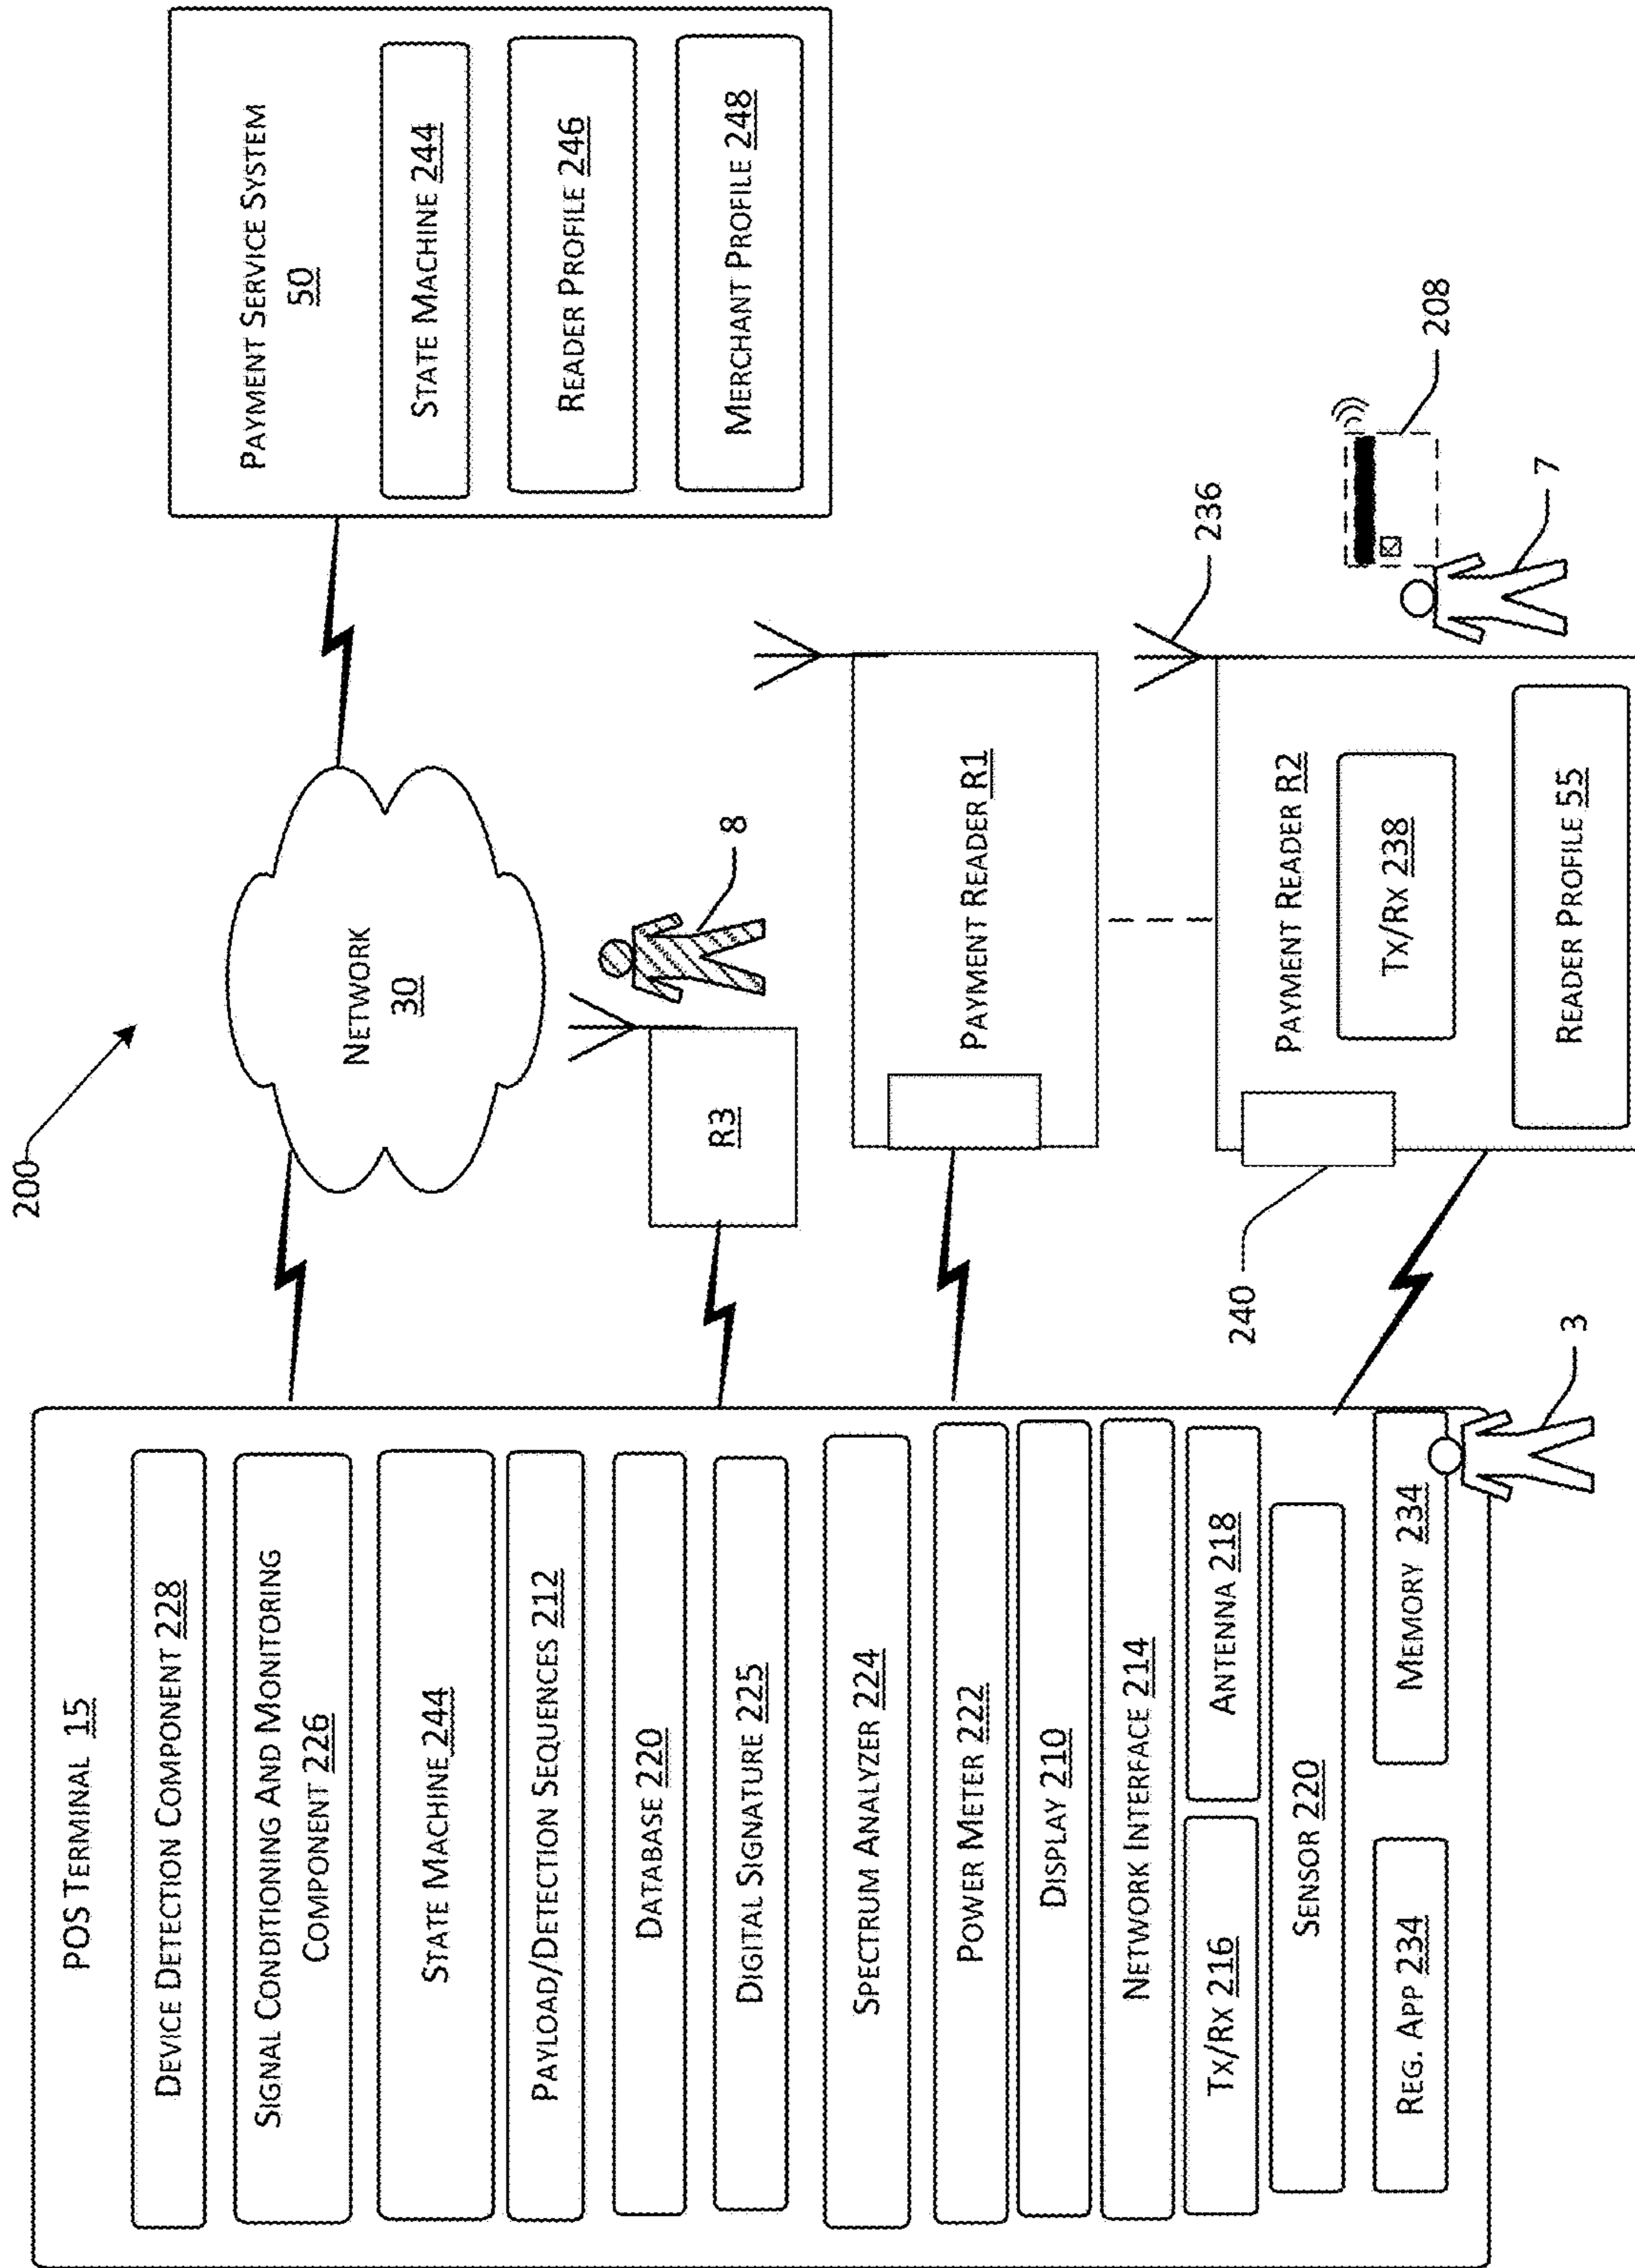 200
POS TERMINAL 15
DEVICE DETECTION COMPONENT 228
SIGNAL CONDITIONING AND MONITORING
COMPONENT 226
STATE MACHINE 244
PAYLOAD/DETECTION SEQUENCES 212
DATABASE 220
DIGITAL SIGNATURE 225
SPECTRUM ANALYZER 224
POWER METER 222
DISPLAY 210
NETWORK INTERFACE 214
TX/RX 216
ANTENNA 218
SENSOR 220
REG. APP 234
MEMORY 234
3
NETWORK
30
R3
8
PAYMENT READER R1
PAYMENT READER R2
TX/RX 238
READER PROFILE 55
240
236
7
208
PAYMENT SERVICE SYSTEM
50
STATE MACHINE 244
READER PROFILE 246
MERCHANT PROFILE 248